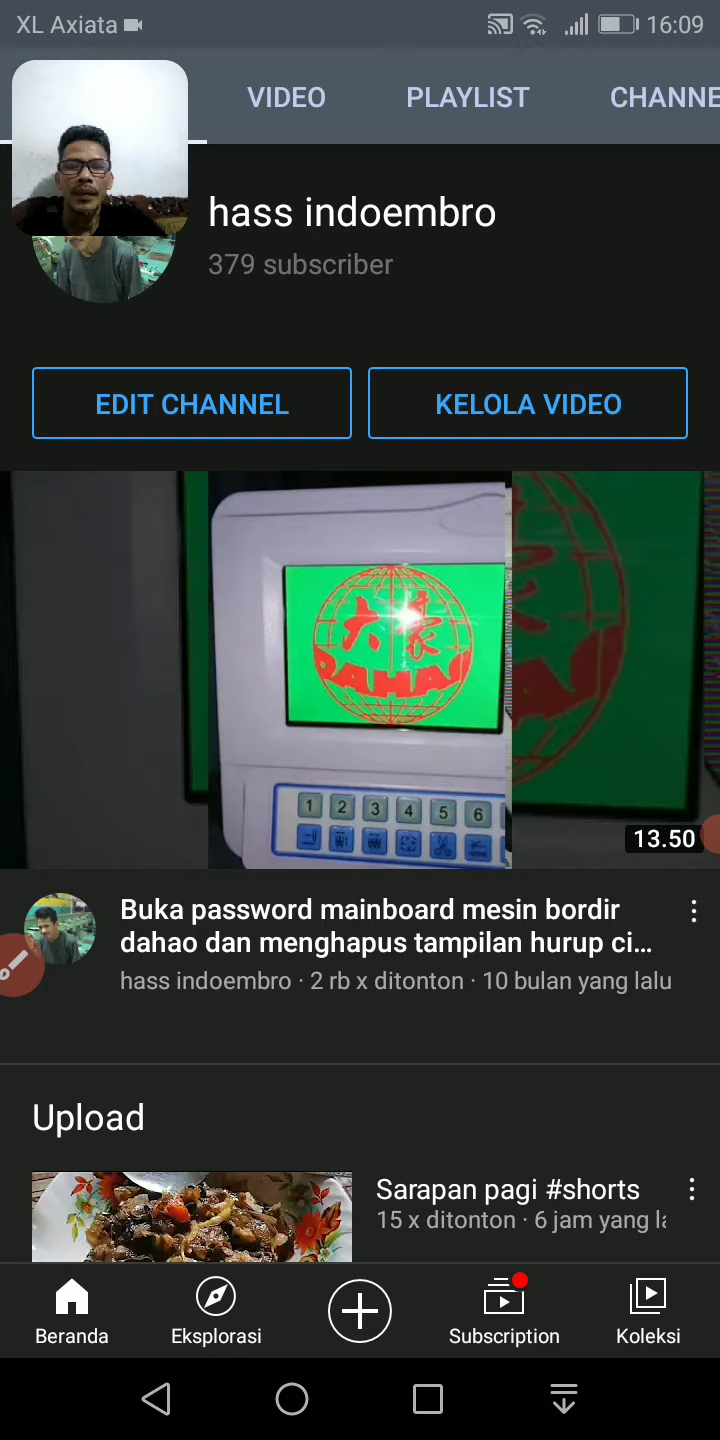 XL Axiata 16:09
VIDEO PLAYLIST CHANNE
hass indoembro
379 subscriber
EDIT CHANNEL KELOLA VIDEO
大豪
DAHAO
1 2 3 4 5 6
13.50
Buka password mainboard mesin bordir
dahao dan menghapus tampilan hurup ci...
hass indoembro · 2 rb x ditonton · 10 bulan yang lalu
Upload
Sarapan pagi #shorts
15 x ditonton · 6 jam yang la
Beranda Eksplorasi Subscription Koleksi